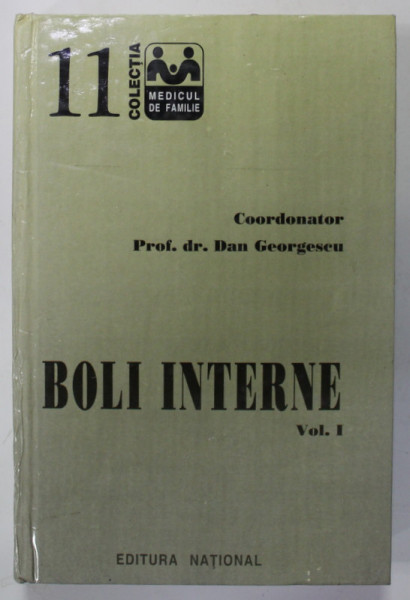 11
COLECȚIA
MEDICUL
DE FAMILIE
Coordonator
Prof. dr. Dan Georgescu
BOLI INTERNE
Vol. I
EDITURA NAȚIONAL